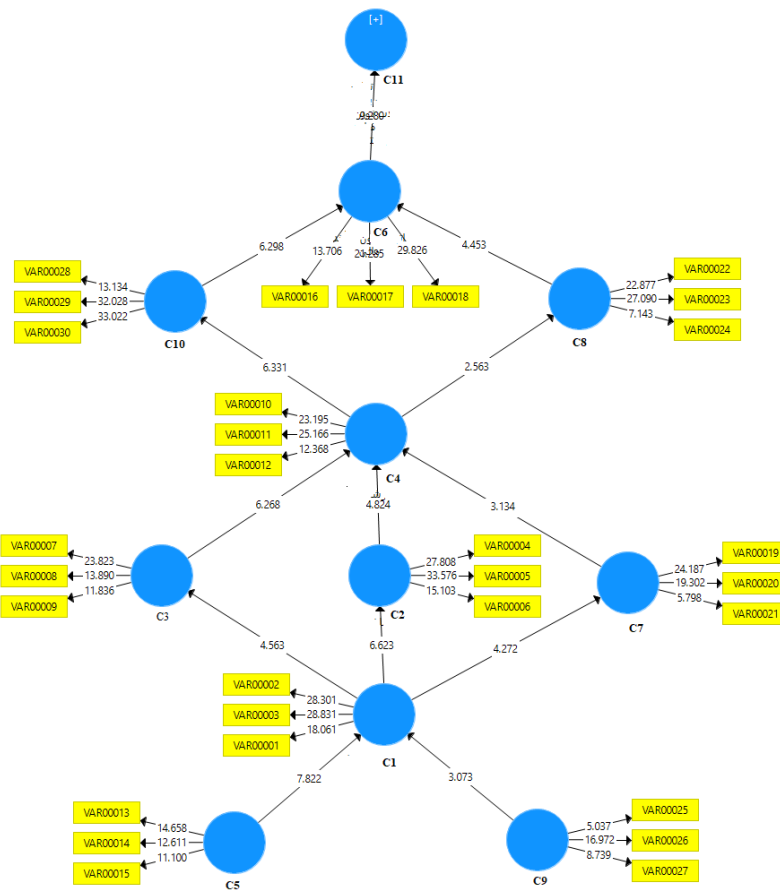 [+]
C11
C6
6.298
13.706
29.826
4.453
VAR00028
VAR00029
VAR00030
13.134
32.028
33.022
VAR00016
VAR00017
VAR00018
22.877
27.090
7.143
VAR00022
VAR00023
VAR00024
C10
C8
6.331
2.563
VAR00010
VAR00011
VAR00012
23.195
25.166
12.368
C4
6.268
4.824
3.134
VAR00007
VAR00008
VAR00009
23.823
13.890
11.836
27.808
33.576
15.103
VAR00004
VAR00005
VAR00006
24.187
19.302
5.798
VAR00019
VAR00020
VAR00021
C3
C2
C7
4.563
6.623
4.272
VAR00002
VAR00003
VAR00001
28.301
28.831
18.061
C1
7.822
3.073
VAR00013
VAR00014
VAR00015
14.658
12.611
11.100
5.037
16.972
8.739
VAR00025
VAR00026
VAR00027
C5
C9